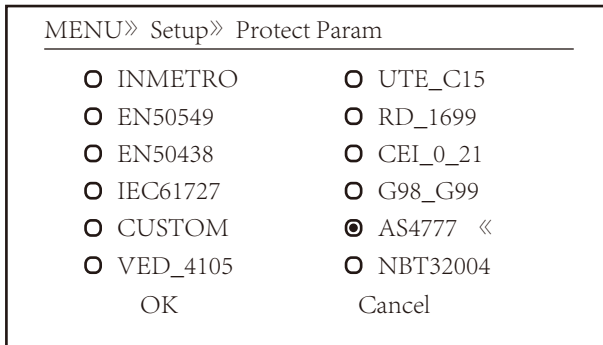 MENU》 Setup》 Protect Param
INMETRO UTE_C15
EN50549 RD_1699
EN50438 CEI_0_21
IEC61727 G98_G99
CUSTOM AS4777 《
VED_4105 NBT32004
OK Cancel